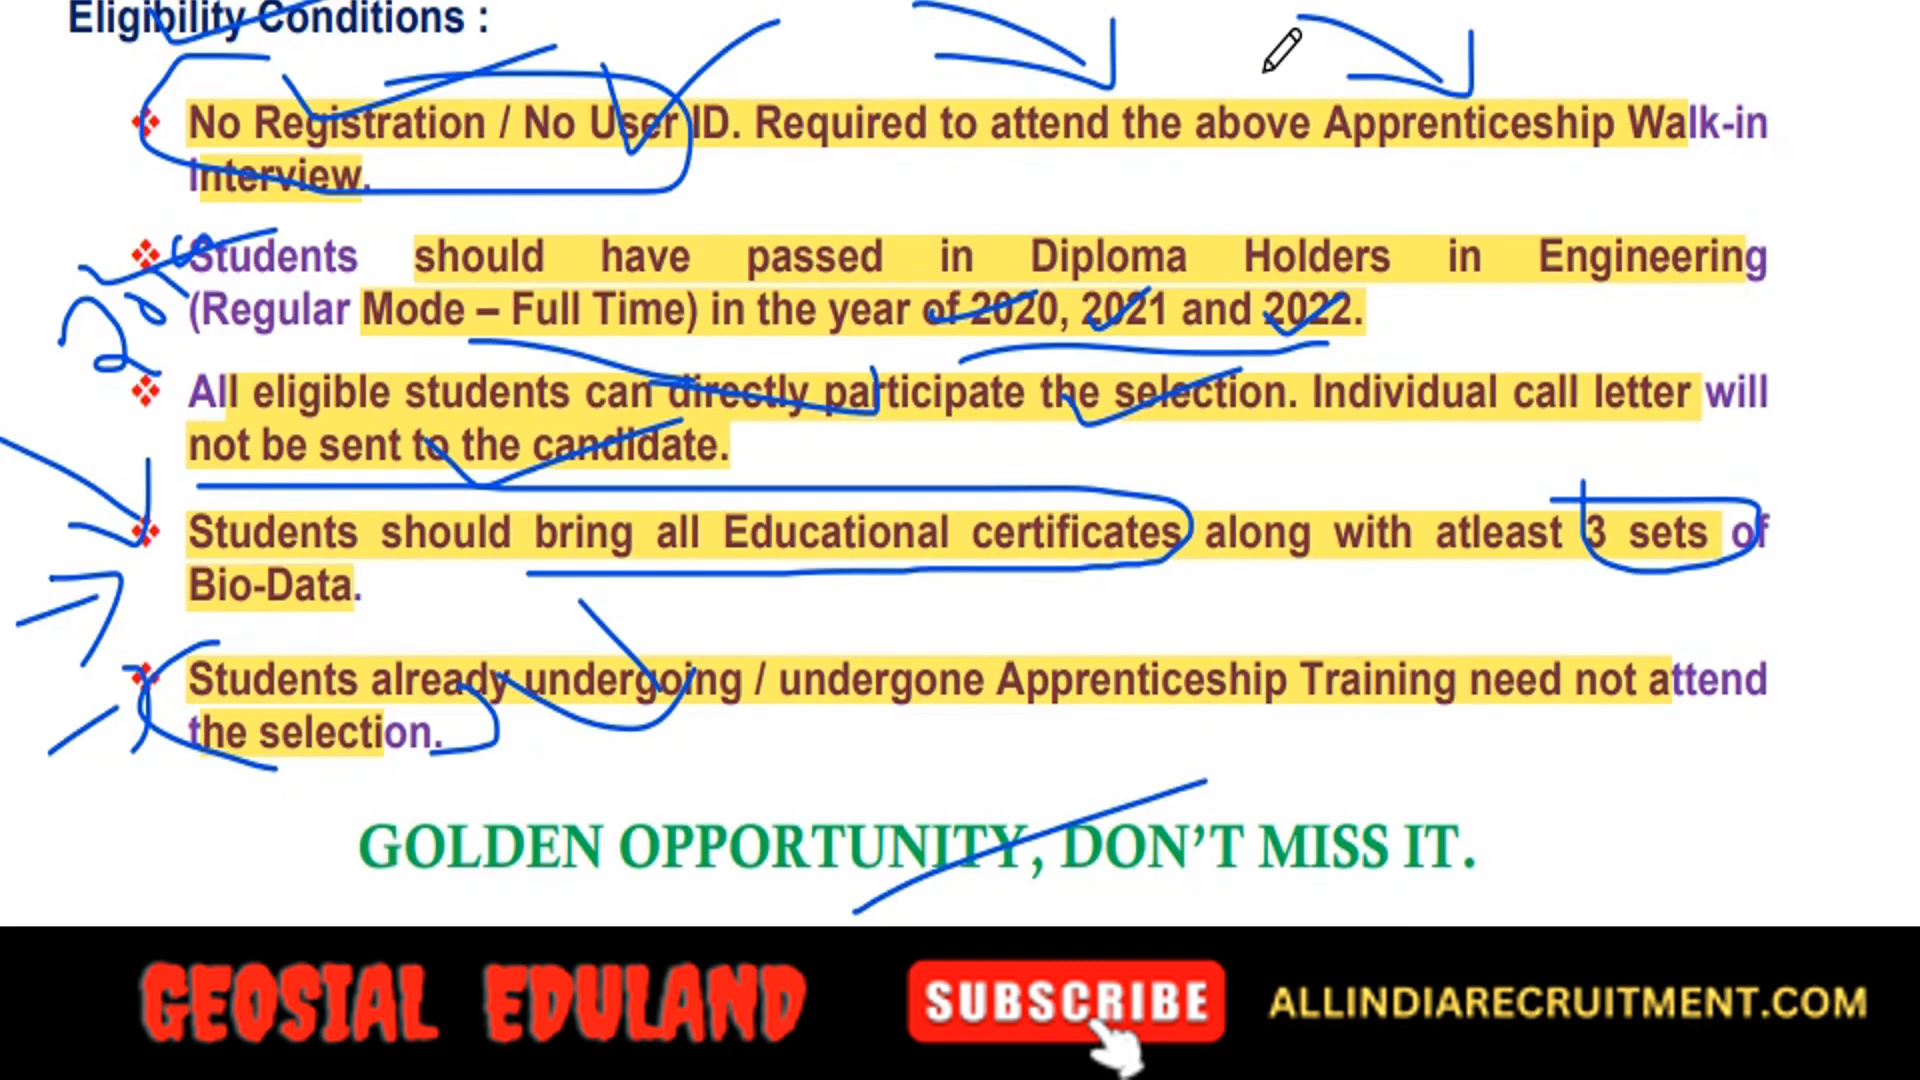 Eligibility Conditions :
No Registration / No User ID. Required to attend the above Apprenticeship Walk-in
Interview.
Students should have passed in Diploma Holders in Engineering
(Regular Mode – Full Time) in the year of 2020, 2021 and 2022.
All eligible students can directly participate the selection. Individual call letter will
not be sent to the candidate.
Students should bring all Educational certificates along with atleast 3 sets of
Bio-Data.
Students already undergoing / undergone Apprenticeship Training need not attend
the selection.
GOLDEN OPPORTUNITY, DON'T MISS IT.
GEOSIAL EDULAND SUBSCRIBE ALLINDIARECRUITMENT.COM